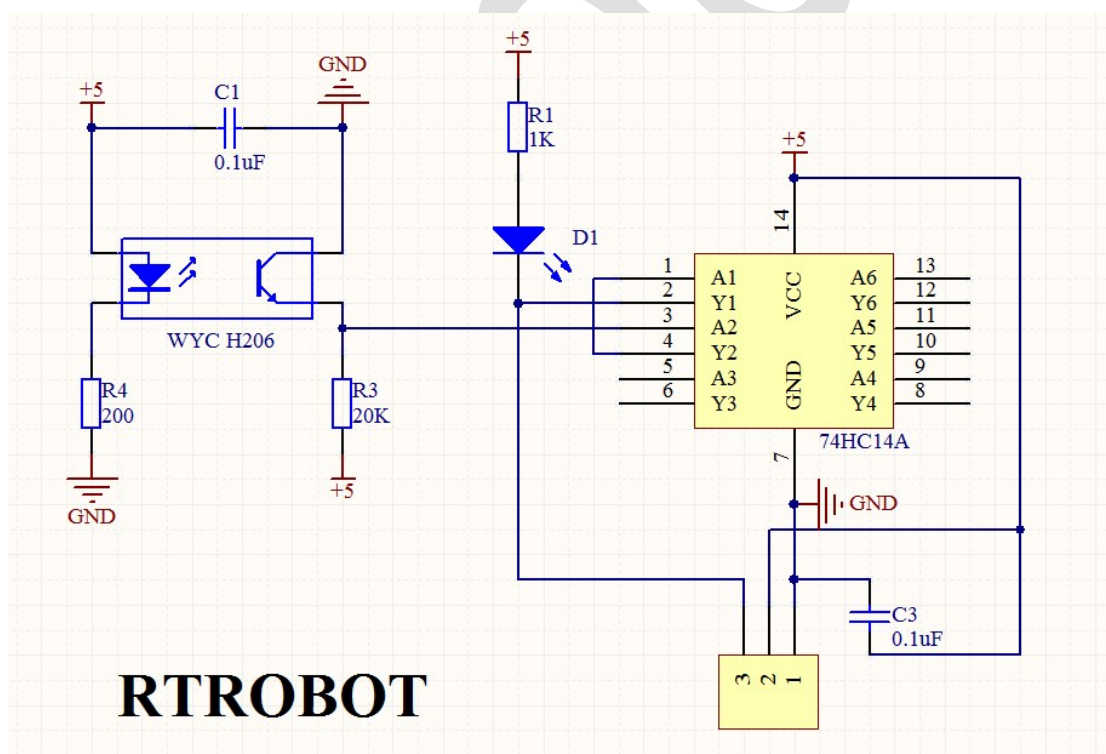 +5
GND
C1
0.1uF
WYC H206
R4
200
GND
R3
20K
+5
+5
R1
1K
D1
+5
14
1
2
3
4
5
6
A1
Y1
A2
Y2
A3
Y3
VCC
GND
A6
Y6
A5
Y5
A4
Y4
13
12
11
10
9
8
74HC14A
7
GND
C3
0.1uF
3
2
1
RTROBOT